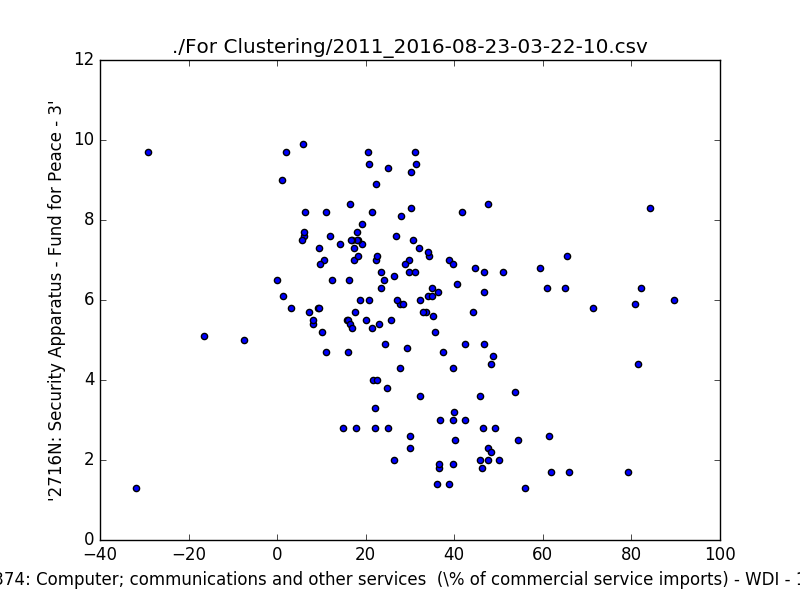 ./For Clustering/2011_2016-08-23-03-22-10.csv
'2716N: Security Apparatus - Fund for Peace - 3'
12
10
8
6
4
2
0
−40 −20 0 20 40 60 80 100
374: Computer; communications and other services (\% of commercial service imports) - WDI - 1